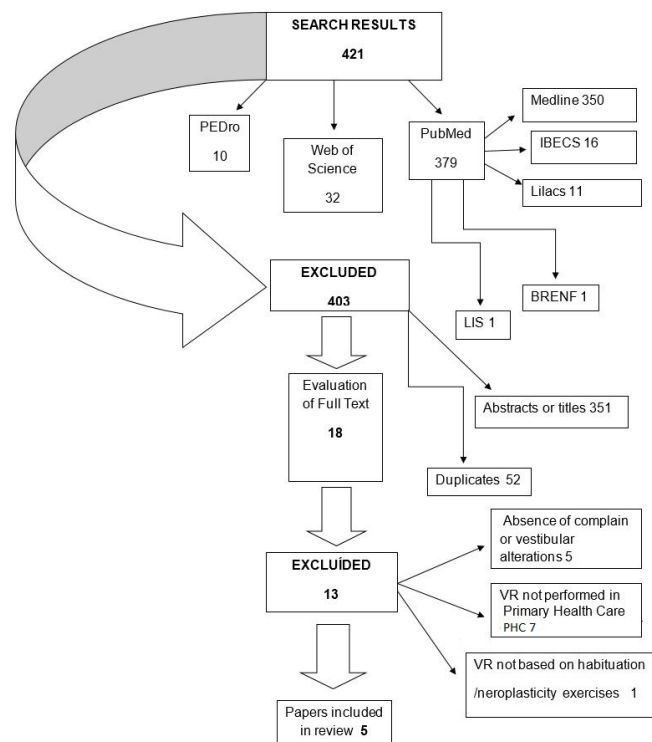 SEARCH RESULTS
421
PEDro
10
Web of
Science
32
PubMed
379
Medline 350
IBECS 16
Lilacs 11
LIS 1
BRENF 1
EXCLUDED
403
Abstracts or titles 351
Duplicates 52
Evaluation
of Full Text
18
EXCLUÍDED
13
Absence of complain
or vestibular
alterations 5
VR not performed in
Primary Health Care
PHC 7
VR not based on habituation
/neroplasticity exercises 1
Papers included
in review 5